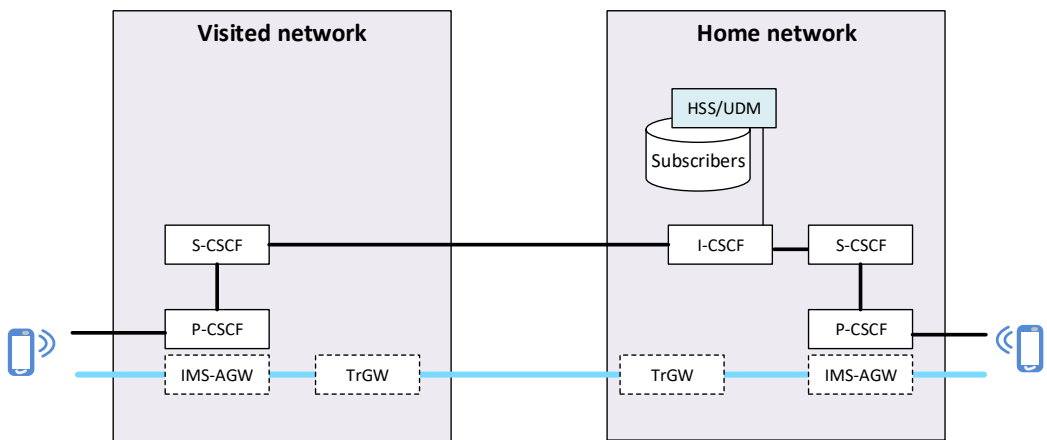 Visited network
Home network
HSS/UDM
Subscribers
S-CSCF
I-CSCF
S-CSCF
P-CSCF
P-CSCF
IMS-AGW
TrGW
TrGW
IMS-AGW